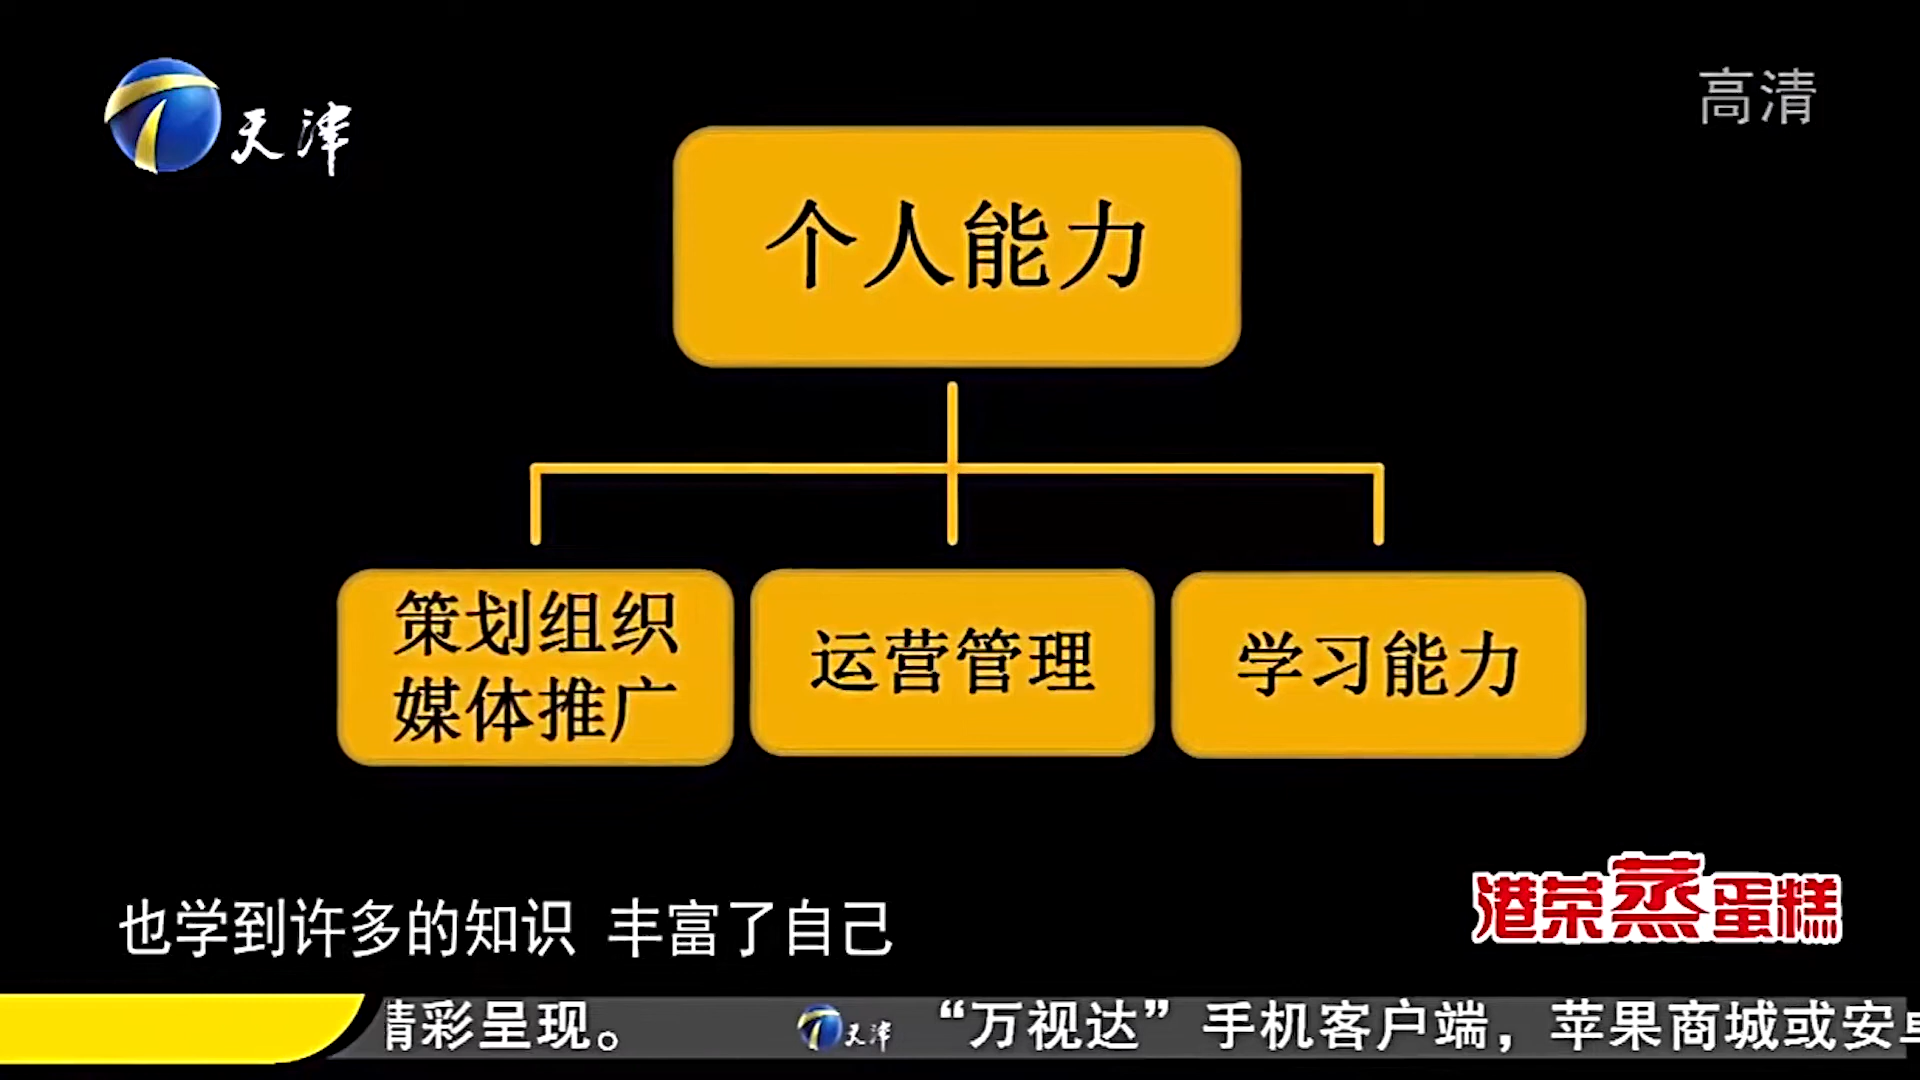 天津
高清
个人能力
策划组织
媒体推广
运营管理
学习能力
港荣蒸蛋糕
也学到许多的知识 丰富了自己
精彩呈现。 天津 “万视达”手机客户端，苹果商城或安卓